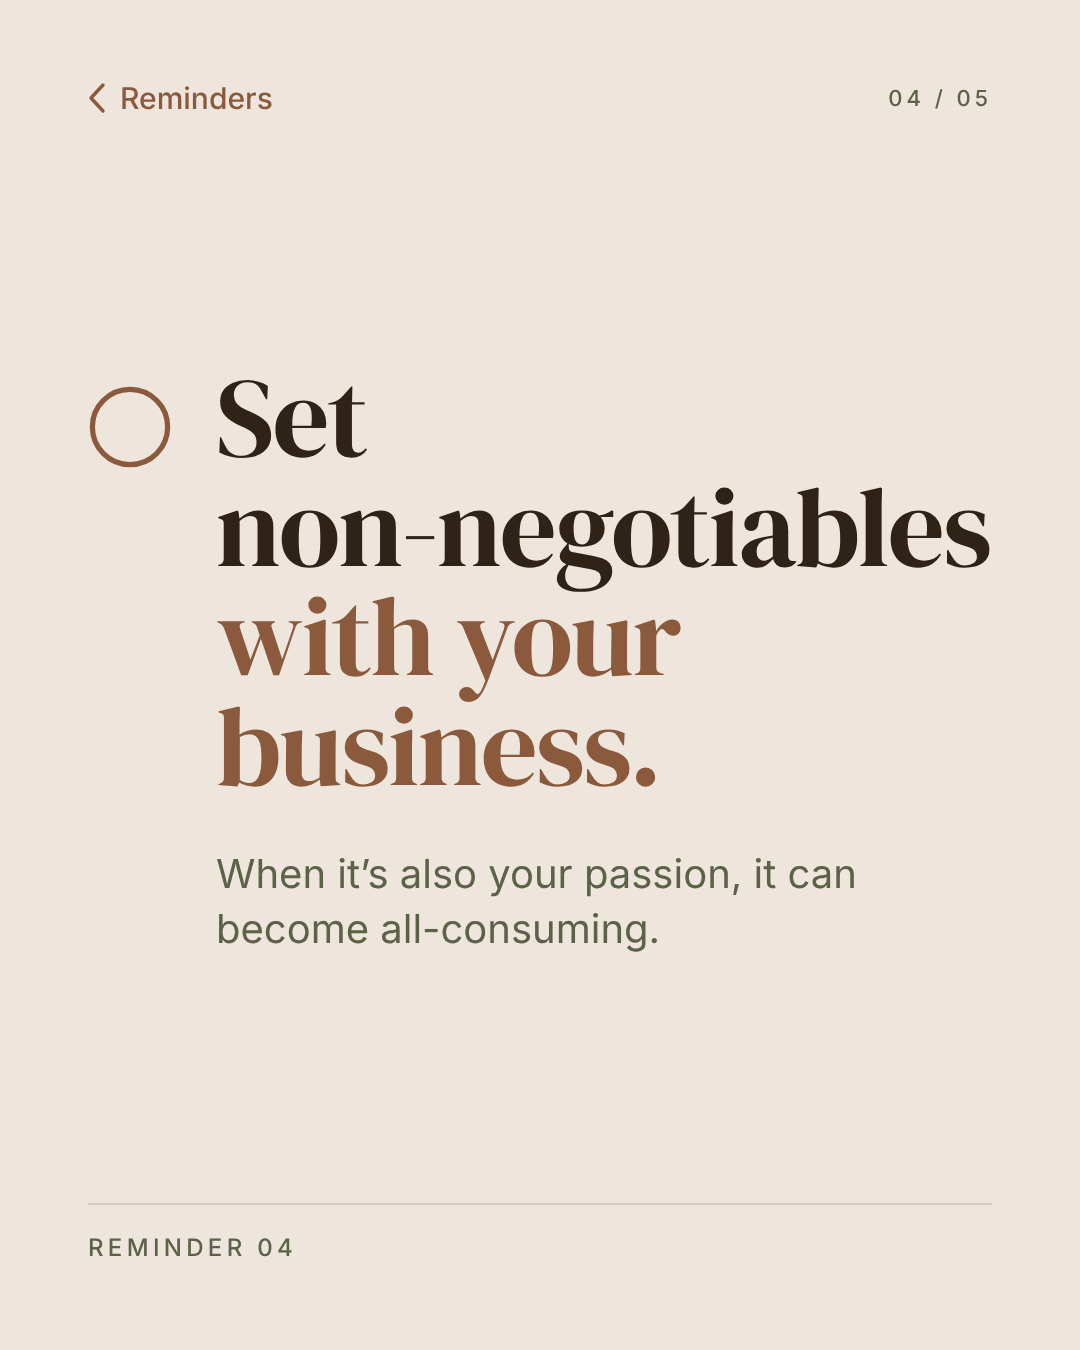 Reminders
04 / 05
Set
non-negotiables
with your
business.
When it’s also your passion, it can
become all-consuming.
REMINDER 04